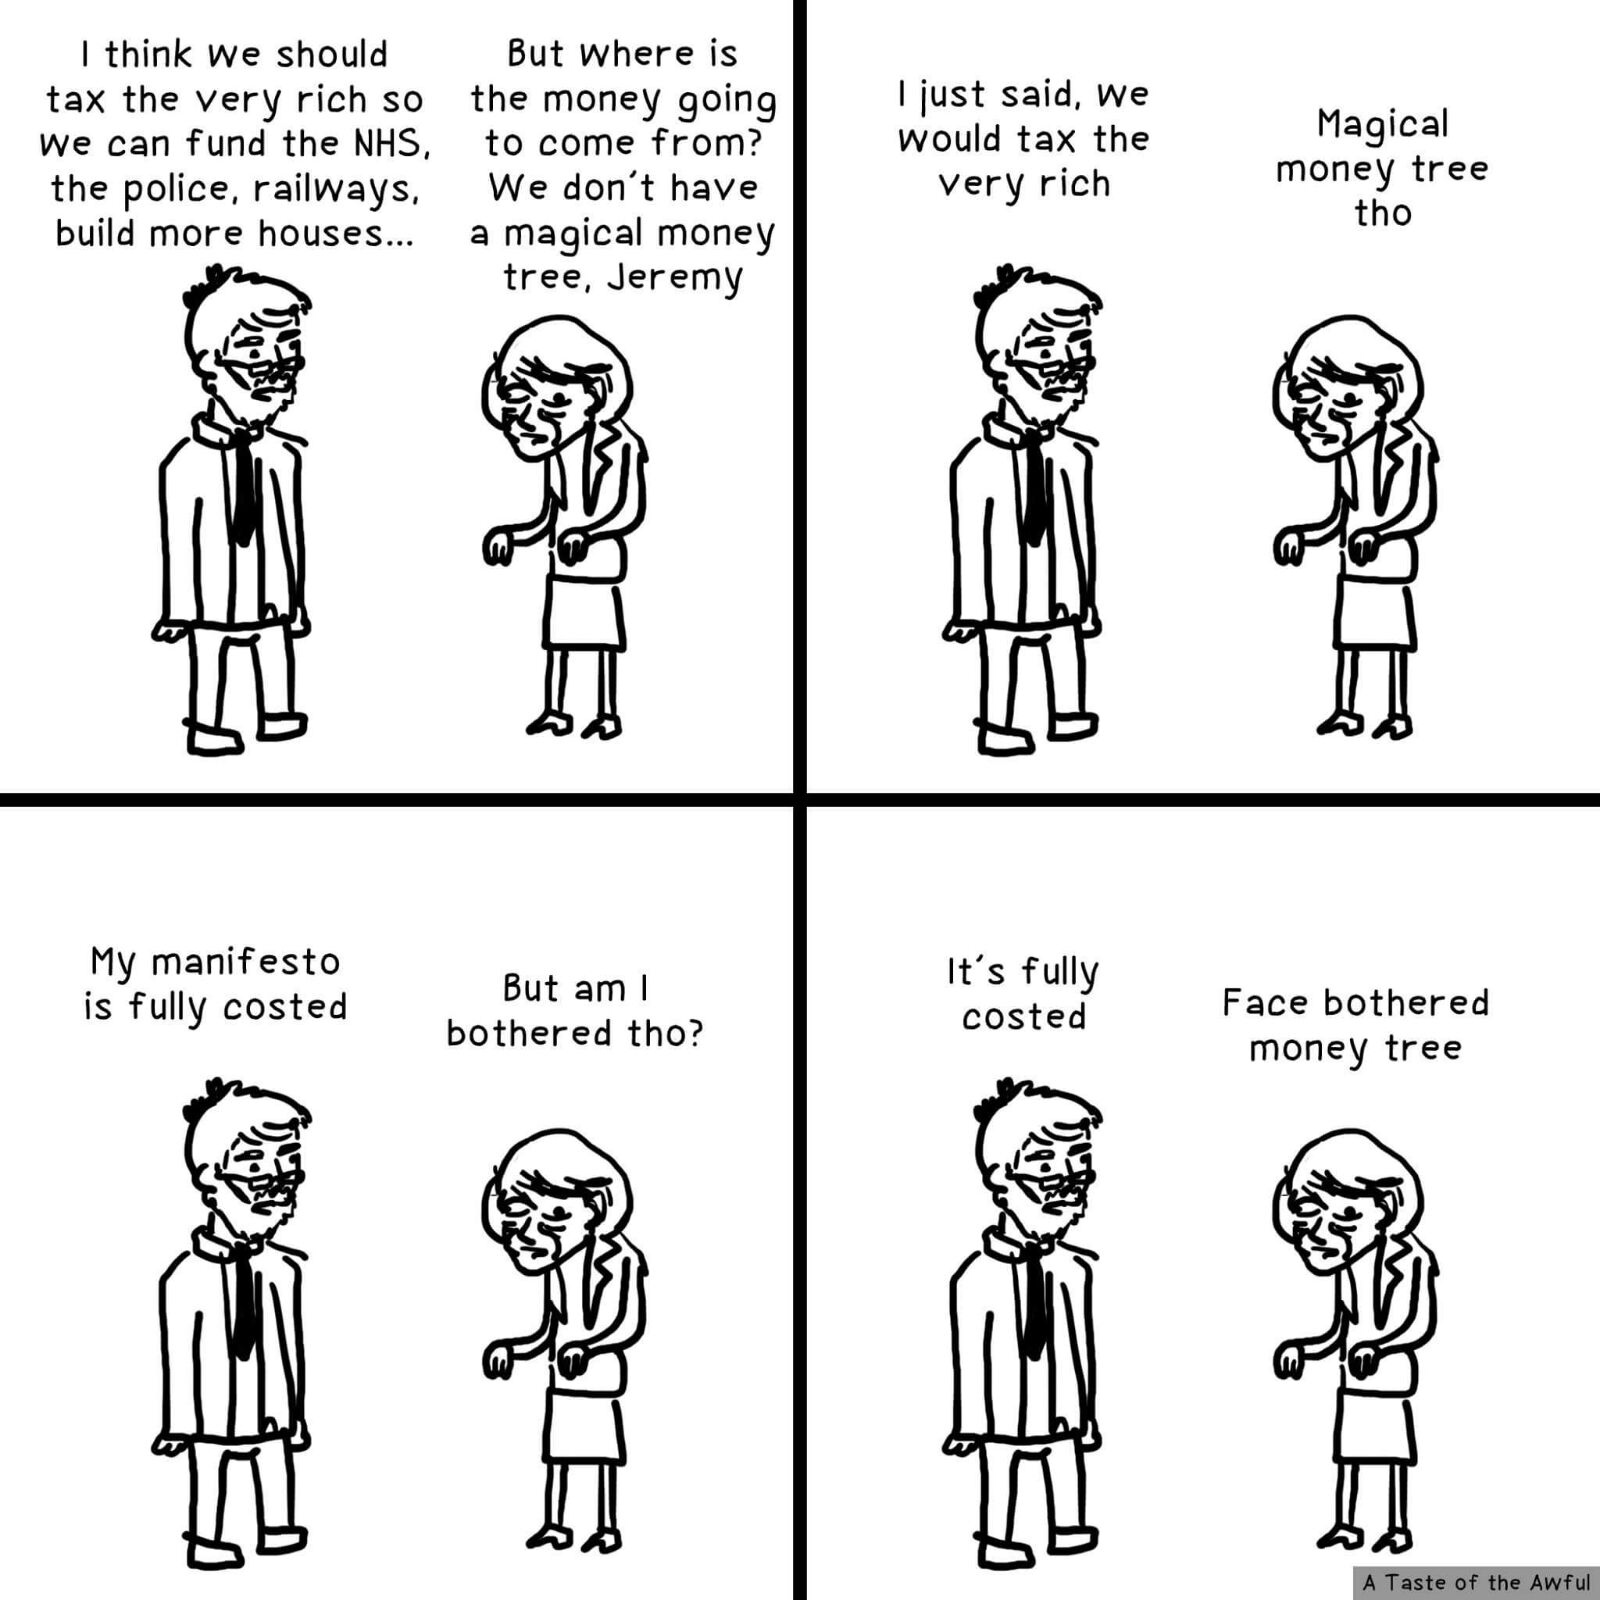 I think we should
tax the very rich so
we can fund the NHS,
the police, railways,
build more houses...
But where is
the money going
to come from?
We don't have
a magical money
tree, Jeremy
I just said, we
would tax the
very rich
Magical
money tree
tho
My manifesto
is fully costed
But am I
bothered tho?
It's fully
costed
Face bothered
money tree
A Taste of the Awful